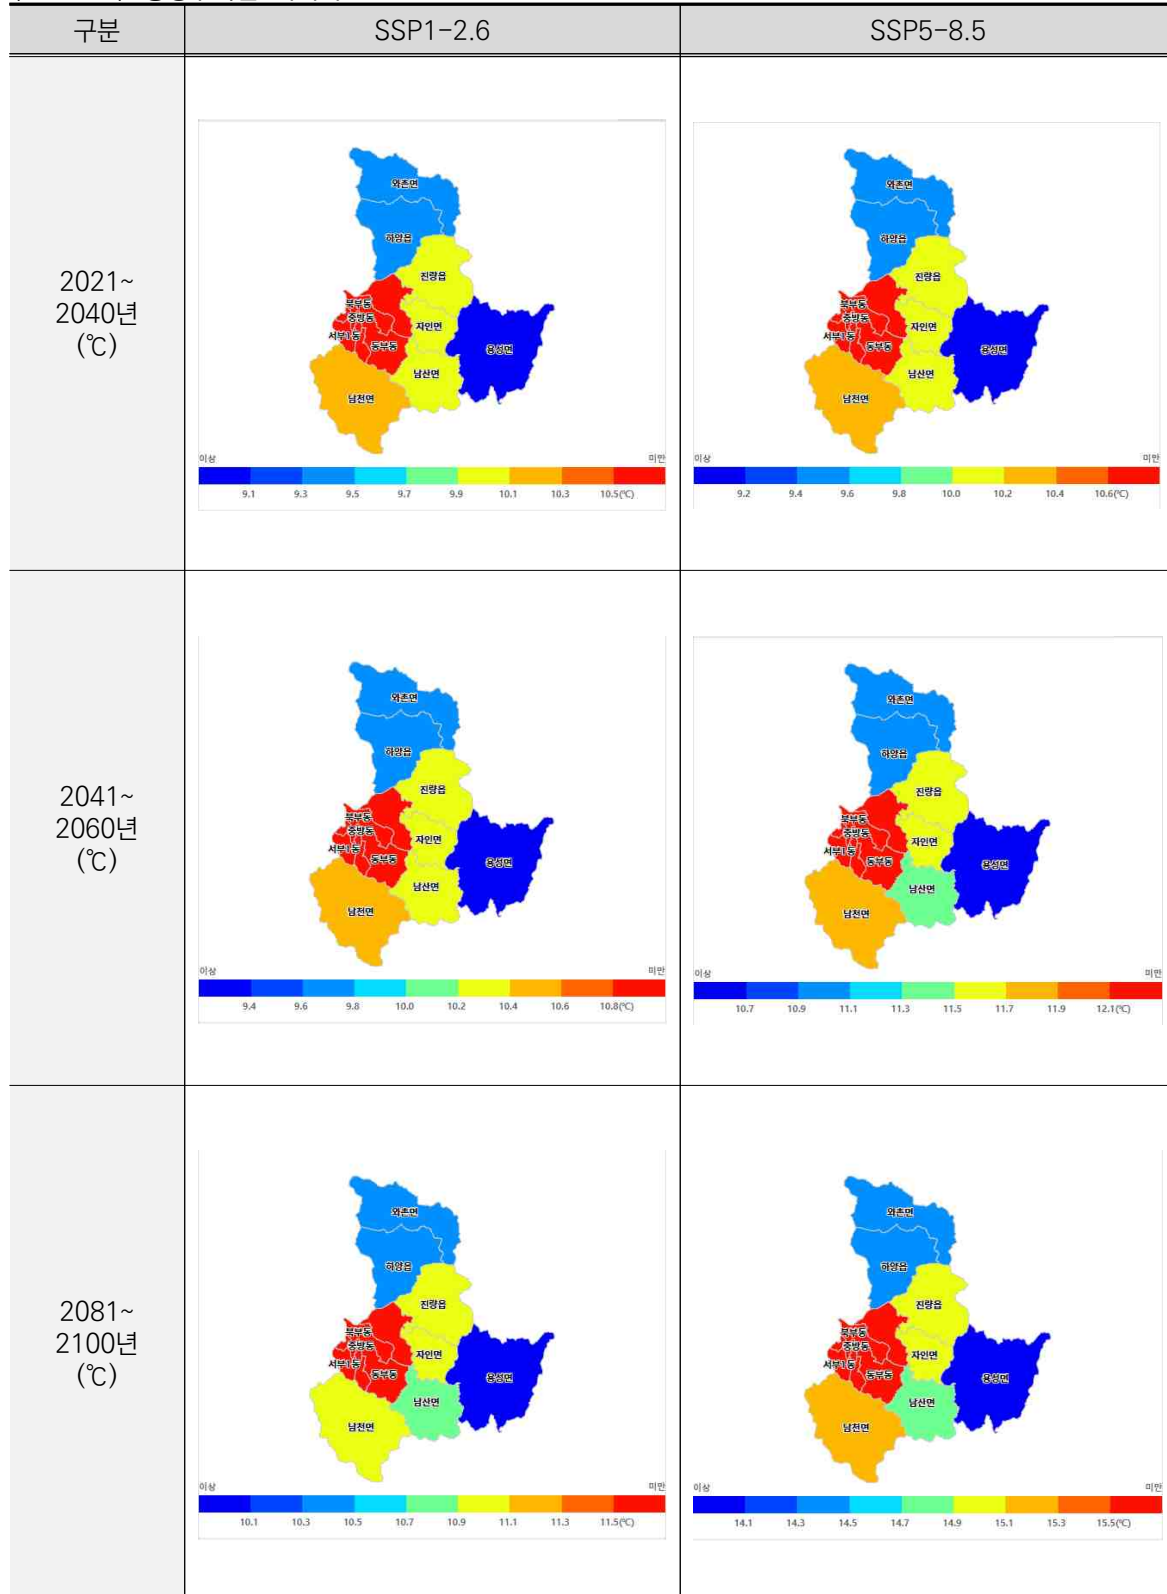 구분 SSP1-2.6 SSP5-8.5
2021~
2040년
(℃)
와촌면
하양읍
진량읍
북부동
중방동
서부1동
자인면
동부동
용성면
남산면
남천면
이상 미만
9.1 9.3 9.5 9.7 9.9 10.1 10.3 10.5(℃)
와촌면
하양읍
진량읍
북부동
중방동
서부1동
자인면
동부동
용성면
남산면
남천면
이상 미만
9.2 9.4 9.6 9.8 10.0 10.2 10.4 10.6(℃)
2041~
2060년
(℃)
와촌면
하양읍
진량읍
북부동
중방동
서부1동
자인면
동부동
용성면
남산면
남천면
이상 미만
9.4 9.6 9.8 10.0 10.2 10.4 10.6 10.8(℃)
와촌면
하양읍
진량읍
북부동
중방동
서부1동
자인면
동부동
용성면
남산면
남천면
이상 미만
10.7 10.9 11.1 11.3 11.5 11.7 11.9 12.1(℃)
2081~
2100년
(℃)
와촌면
하양읍
진량읍
북부동
중방동
서부1동
자인면
동부동
용성면
남산면
남천면
이상 미만
10.1 10.3 10.5 10.7 10.9 11.1 11.3 11.5(℃)
와촌면
하양읍
진량읍
북부동
중방동
서부1동
자인면
동부동
용성면
남산면
남천면
이상 미만
14.1 14.3 14.5 14.7 14.9 15.1 15.3 15.5(℃)